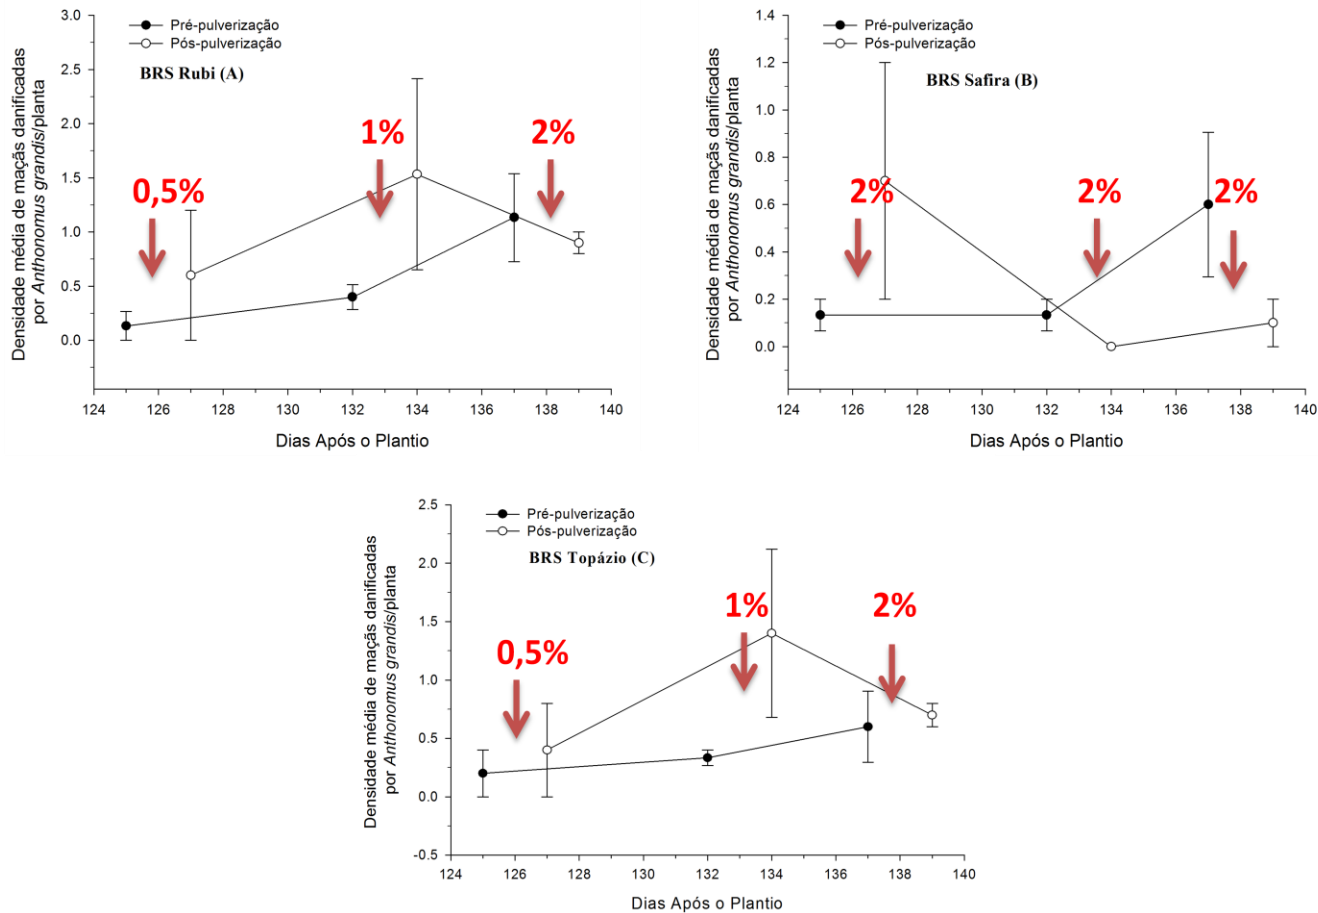 3.0
2.5
2.0
1.5
1.0
0.5
0.0
Densidade média de maçãs danificadas
por Anthonomus grandis/planta
Pré-pulverização
Pós-pulverização
BRS Rubi (A)
0,5%
1%
2%
124 126 128 130 132 134 136 138 140
Dias Após o Plantio
1.4
1.2
1.0
0.8
0.6
0.4
0.2
0.0
Densidade média de maçãs danificadas
por Anthonomus grandis/planta
Pré-pulverização
Pós-pulverização
BRS Safira (B)
2%
2%
2%
124 126 128 130 132 134 136 138 140
Dias Após o Plantio
2.5
2.0
1.5
1.0
0.5
0.0
-0.5
Densidade média de maçãs danificadas
por Anthonomus grandis/planta
Pré-pulverização
Pós-pulverização
BRS Topázio (C)
0,5%
1%
2%
124 126 128 130 132 134 136 138 140
Dias Após o Plantio